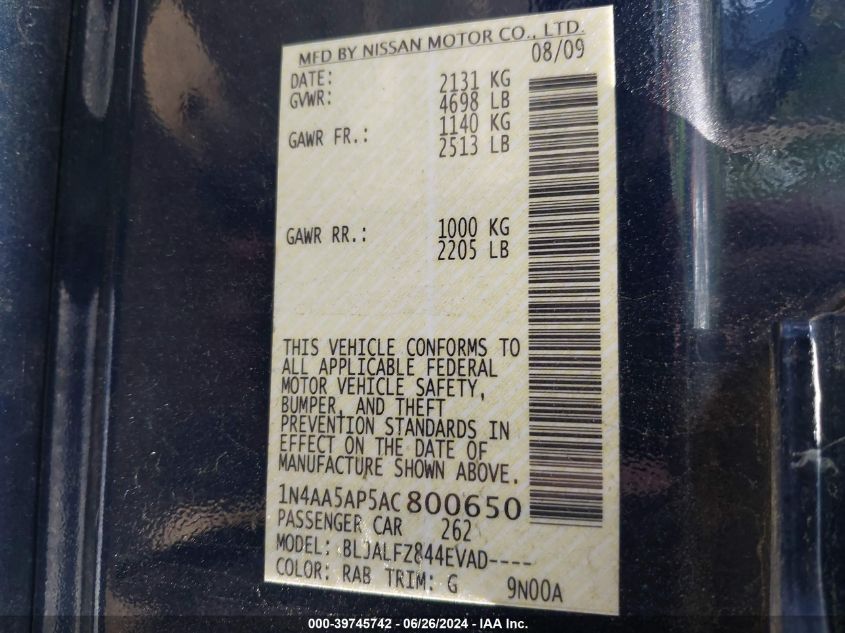 MFD BY NISSAN MOTOR CO., LTD.
DATE: 08/09
GVWR: 2131 KG
4698 LB
GAWR FR.: 1140 KG
2513 LB
GAWR RR.: 1000 KG
2205 LB
THIS VEHICLE CONFORMS TO
ALL APPLICABLE FEDERAL
MOTOR VEHICLE SAFETY,
BUMPER, AND THEFT
PREVENTION STANDARDS IN
EFFECT ON THE DATE OF
MANUFACTURE SHOWN ABOVE.
1N4AA5AP5AC800650
PASSENGER CAR 262
MODEL: BLJALFZ844EVAD----
COLOR: RAB TRIM: G 9N00A
000-39745742 / 06/26/2024 - IAA Inc.